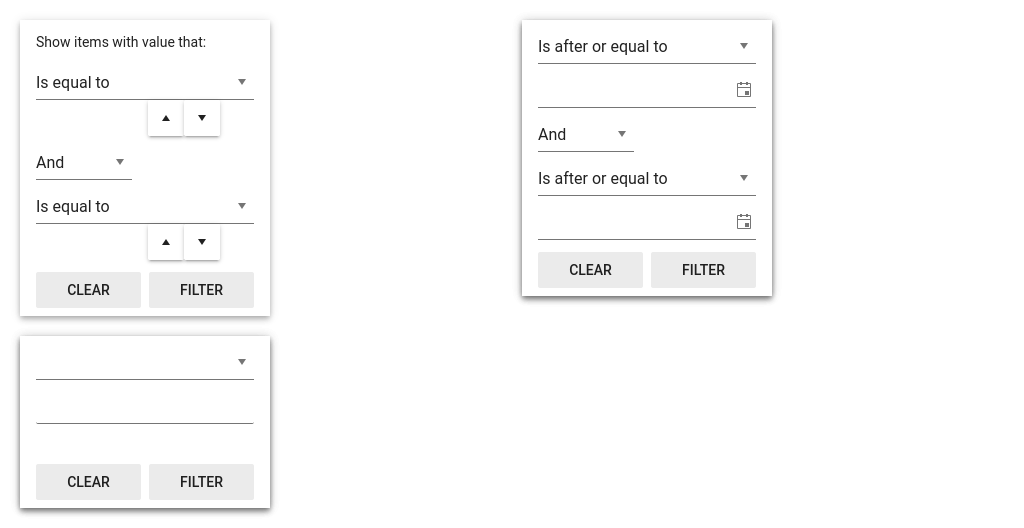 Show items with value that:
Is equal to
And
Is equal to
CLEAR FILTER
Is after or equal to
And
Is after or equal to
CLEAR FILTER
CLEAR FILTER